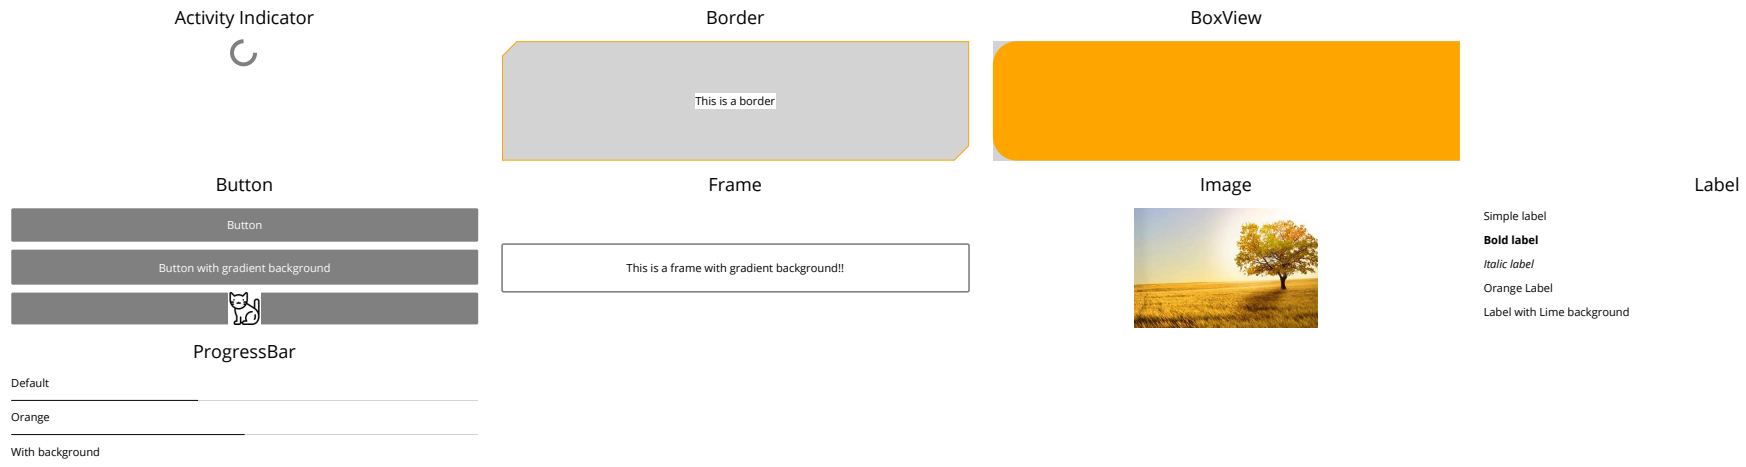 Activity Indicator
Border
This is a border
BoxView
Button
Button
Button with gradient background
Frame
This is a frame with gradient background!!
Image
Label
Simple label
Bold label
Italic label
Orange Label
Label with Lime background
ProgressBar
Default
Orange
With background